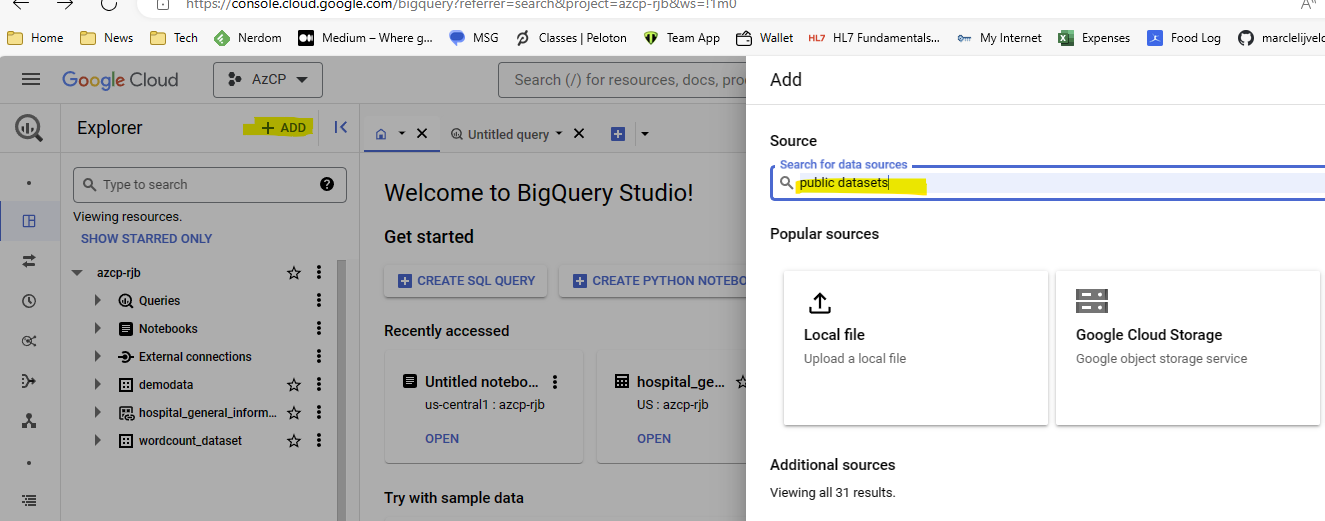 https://console.cloud.google.com/bigquery?referrer=search&project=azcp-rjb&ws=!1m0
Home
News
Tech
Nerdom
Medium – Where g...
MSG
Classes | Peloton
Team App
Wallet
HL7 Fundamentals...
My Internet
Expenses
Food Log
Google Cloud
AzCP
Search (/) for resources, docs, pro
Explorer
+ ADD
Type to search
Viewing resources.
SHOW STARRED ONLY
azcp-rjb
Queries
Notebooks
External connections
demodata
hospital_general_inform...
wordcount_dataset
Untitled query
Welcome to BigQuery Studio!
Get started
CREATE SQL QUERY
CREATE PYTHON NOTEBO
Recently accessed
Untitled notebo...
us-central1 : azcp-rjb
OPEN
hospital_ge...
US : azcp-rjb
OPEN
Try with sample data
Add
Source
Search for data sources
public datasets
Popular sources
Local file
Upload a local file
Google Cloud Storage
Google object storage service
Additional sources
Viewing all 31 results.